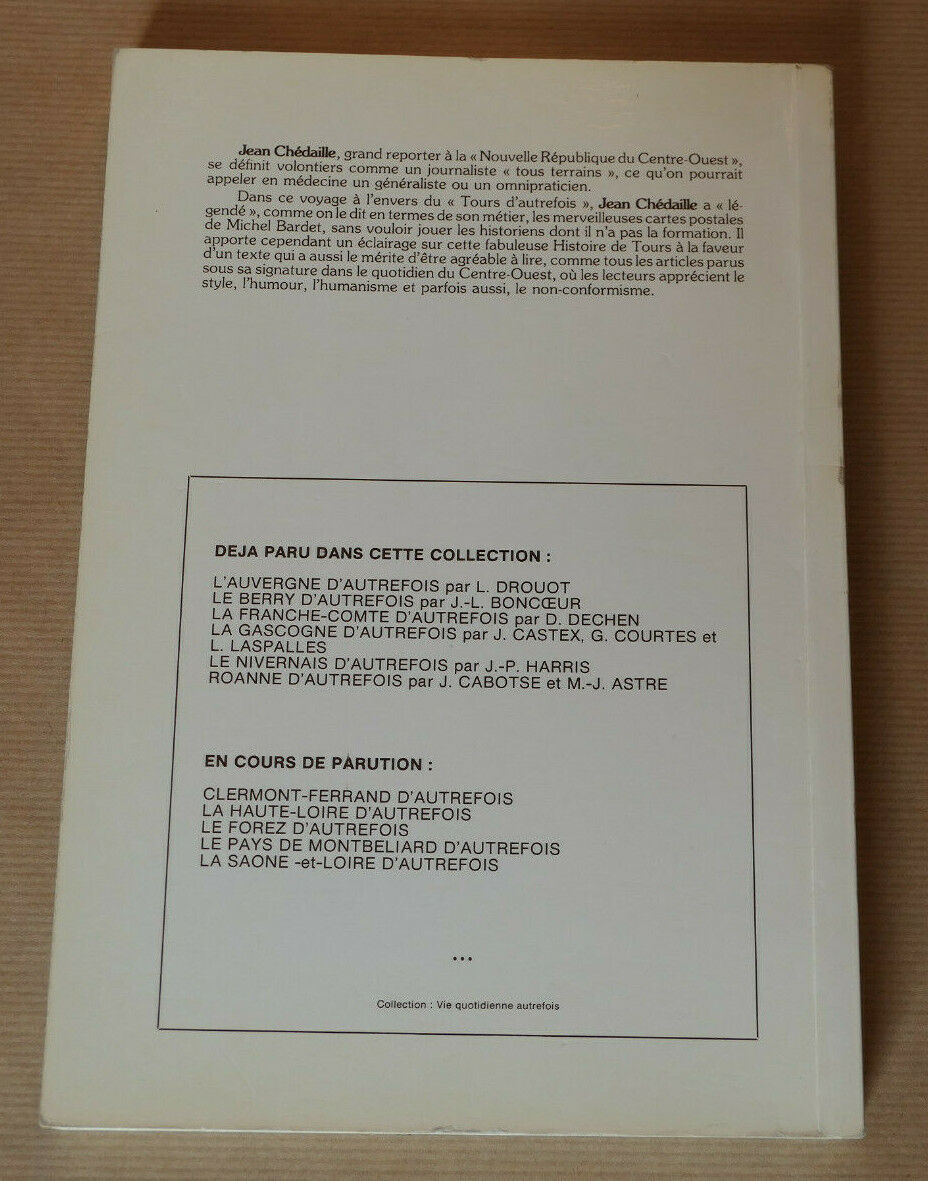 Jean Chédaille, grand reporter à la « Nouvelle République du Centre-Ouest »,
se définit volontiers comme un journaliste « tous terrains », ce qu'on pourrait
appeler en médecine un généraliste ou un omnipraticien.
Dans ce voyage à l'envers du « Tours d'autrefois », Jean Chédaille a « lé-
gendé », comme on le dit en termes de son métier, les merveilleuses cartes postales
de Michel Bardet, sans vouloir jouer les historiens dont il n'a pas la formation. Il
apporte cependant un éclairage sur cette fabuleuse Histoire de Tours à la faveur
d'un texte qui a aussi le mérite d'être agréable à lire, comme tous les articles parus
sous sa signature dans le quotidien du Centre-Ouest, où les lecteurs apprécient le
style, l'humour, l'humanisme et parfois aussi, le non-conformisme.
DEJA PARU DANS CETTE COLLECTION :
L'AUVERGNE D'AUTREFOIS par L. DROUOT
LE BERRY D'AUTREFOIS par J.-L. BONCŒUR
LA FRANCHE-COMTE D'AUTREFOIS par D. DECHEN
LA GASCOGNE D'AUTREFOIS par J. CASTEX, G. COURTES et
L. LASPALLES
LE NIVERNAIS D'AUTREFOIS par J.-P. HARRIS
ROANNE D'AUTREFOIS par J. CABOTSE et M.-J. ASTRE
EN COURS DE PARUTION :
CLERMONT-FERRAND D'AUTREFOIS
LA HAUTE-LOIRE D'AUTREFOIS
LE FOREZ D'AUTREFOIS
LE PAYS DE MONTBELIARD D'AUTREFOIS
LA SAONE -et-LOIRE D'AUTREFOIS
...
Collection : Vie quotidienne autrefois